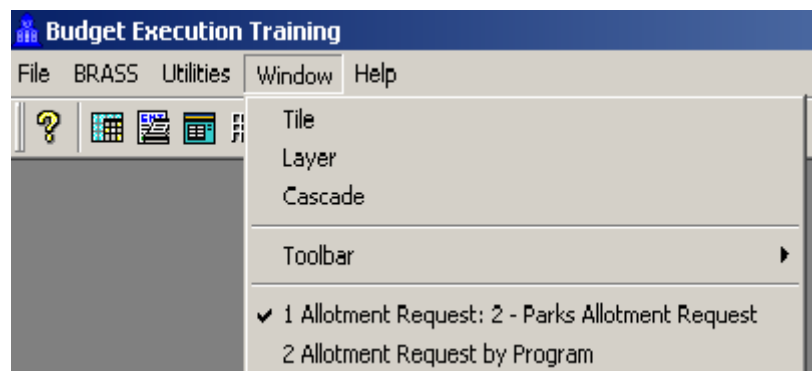 Budget Execution Training
File BRASS Utilities Window Help
Tile
Layer
Cascade
Toolbar
1 Allotment Request: 2 - Parks Allotment Request
2 Allotment Request by Program